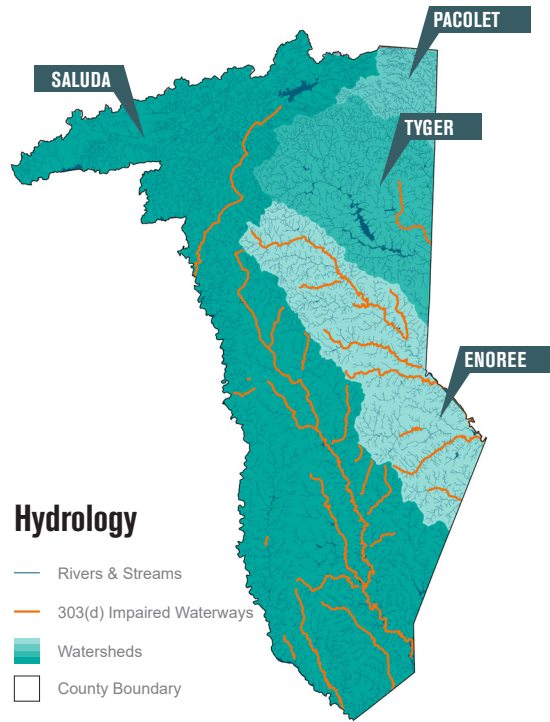 PACOLET
SALUDA
TYGER
ENOREE
Hydrology
Rivers & Streams
303(d) Impaired Waterways
Watersheds
County Boundary